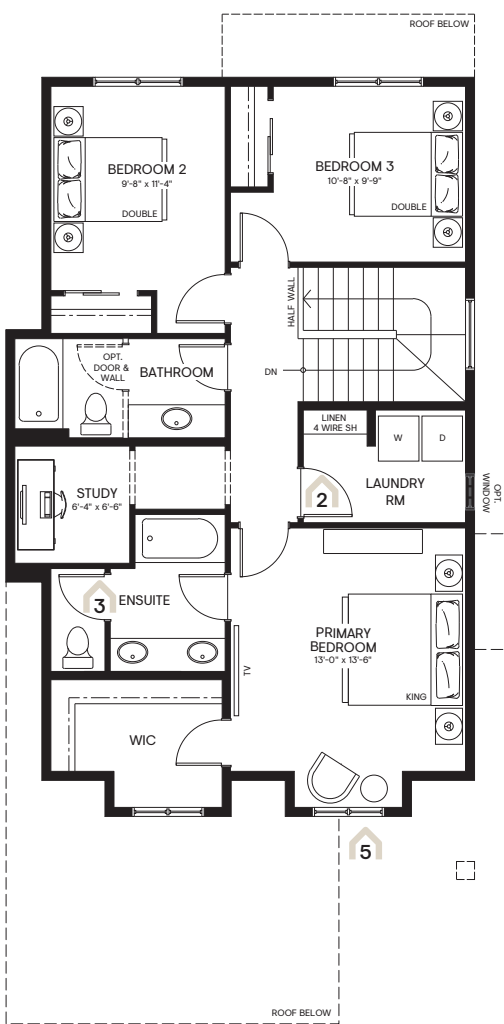 ROOF BELOW
BEDROOM 2
9'-8" x 11'-4"
DOUBLE
BEDROOM 3
10'-8" x 9'-9"
DOUBLE
HALF WALL
DN
OPT.
DOOR &
WALL
BATHROOM
LINEN
4 WIRE SH
W
D
LAUNDRY
RM
OPT.
WINDOW
2
STUDY
6'-4" x 6'-6"
3
ENSUITE
PRIMARY
BEDROOM
13'-0" x 13'-6"
KING
TV
WIC
5
ROOF BELOW